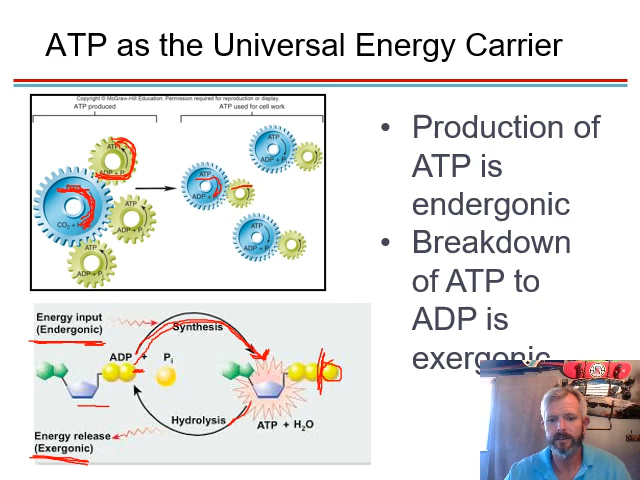 ATP as the Universal Energy Carrier
Copyright © McGraw-Hill Education. Permission required for reproduction or display.
ATP produced
ATP used for cell work
ATP
ADP + Pi
CO₂ +
ATP
ADP + Pi
ATP
ADP + Pi
ATP
ADP +
ATP
ADP + Pi
ATP
ADP + Pi
• Production of
ATP is
endergonic
• Breakdown
of ATP to
ADP is
exergonic
Energy input
(Endergonic)
Synthesis
ADP + Pi
Hydrolysis
ATP + H₂O
Energy release
(Exergonic)